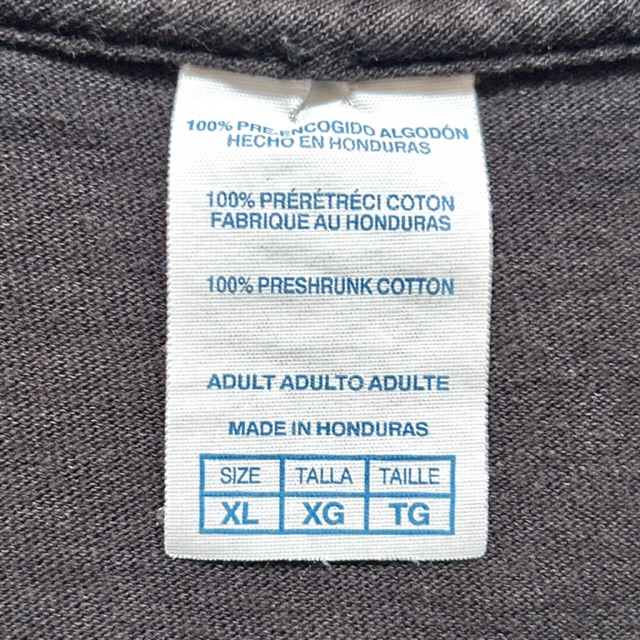 100% PRE-ENCOGIDO ALGODÓN
HECHO EN HONDURAS
100% PRÉRÉTRÉCI COTON
FABRIQUE AU HONDURAS
100% PRESHRUNK COTTON
ADULT ADULTO ADULTE
MADE IN HONDURAS
SIZE TALLA TAILLE
XL XG TG